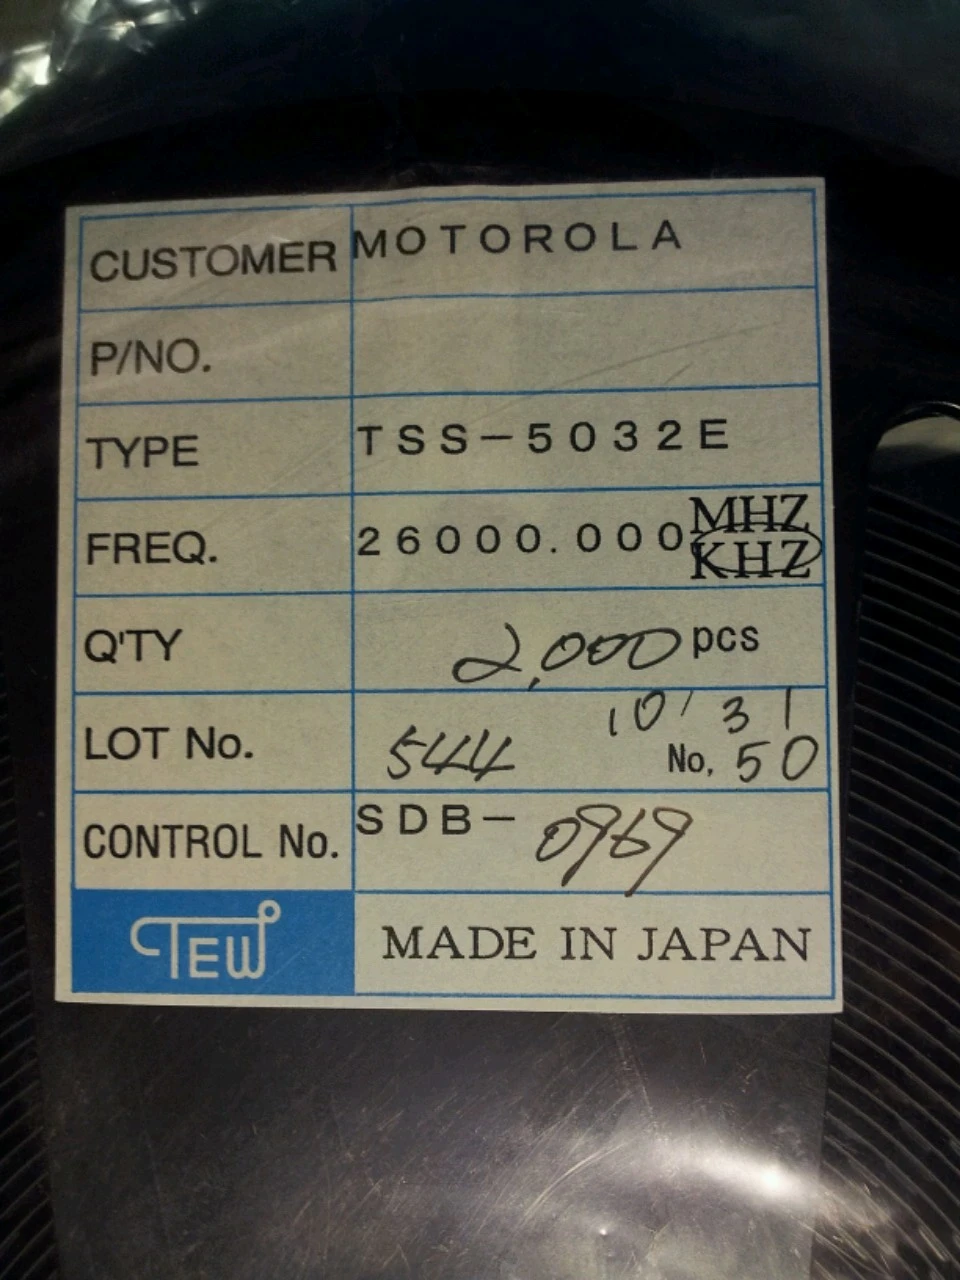 CUSTOMER MOTOROLA
P/NO.
TYPE TSS-5032E
FREQ. 26000.000 MHZ
KHZ
Q'TY 2,000 pcs
10/31
LOT No. 544 No. 50
CONTROL No. SDB-0969
TEW MADE IN JAPAN